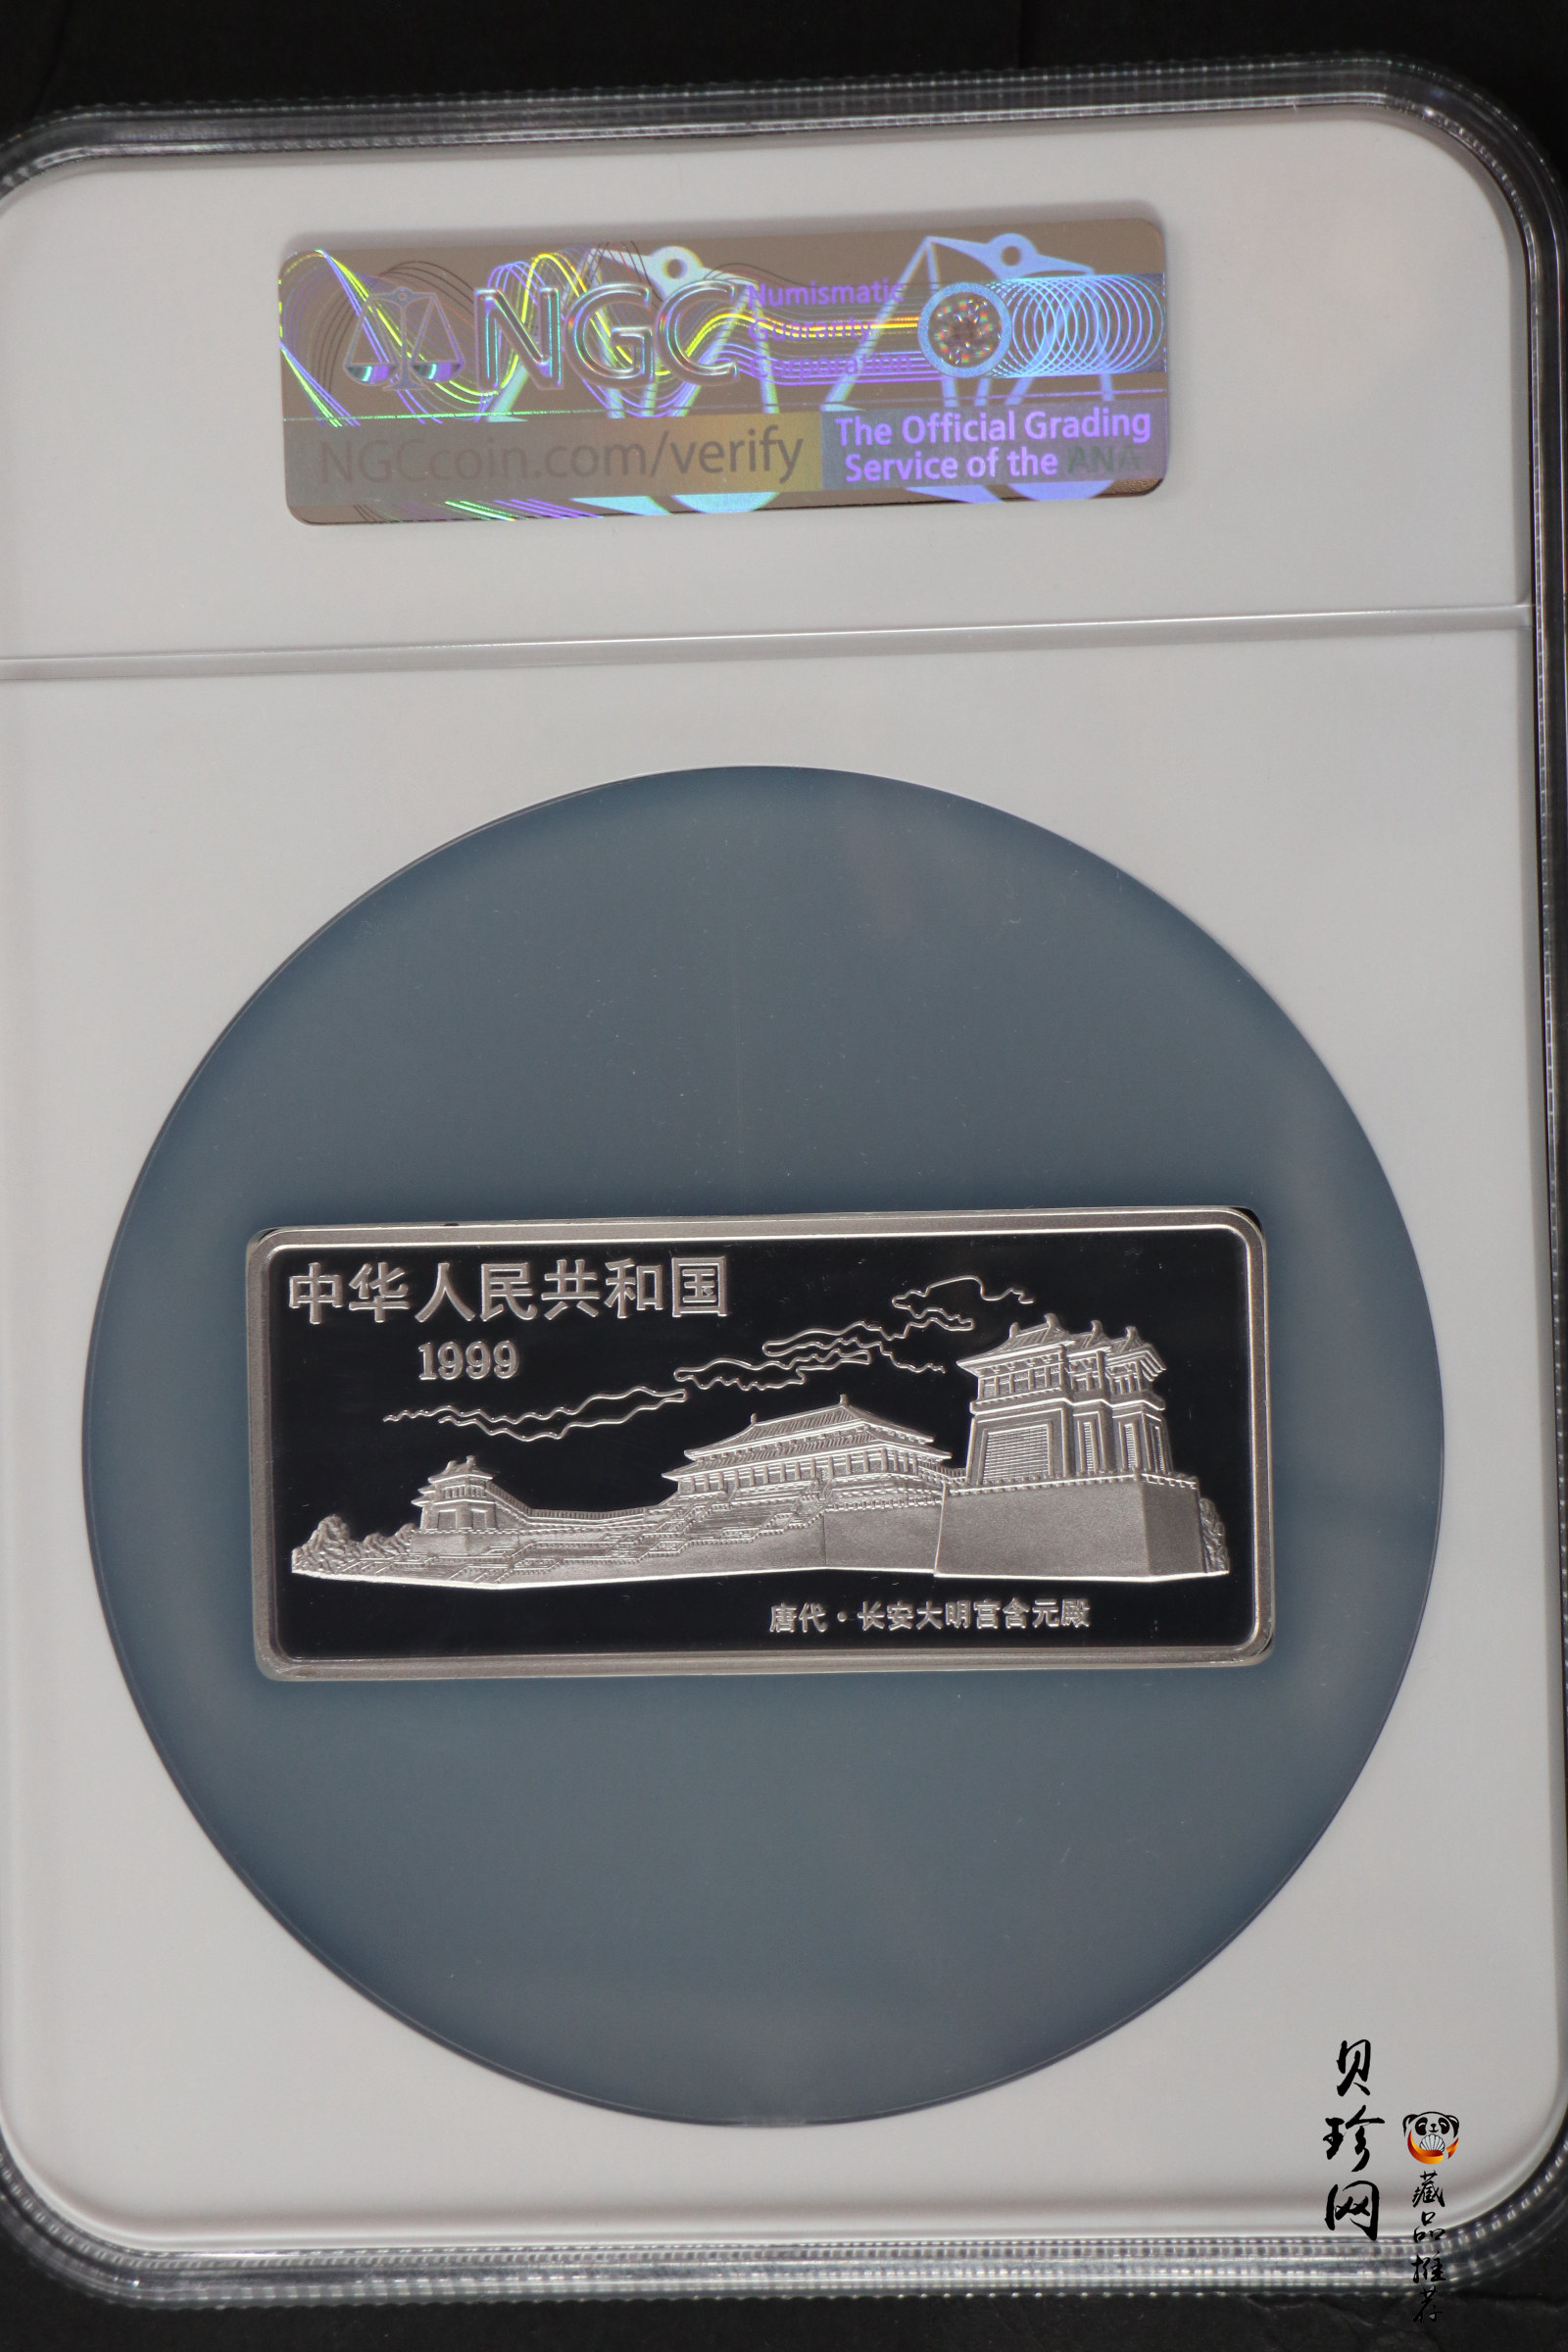 NGC
Numismatic
Guaranty
Corporation
NGCcoin.com/verify
The Official Grading
Service of the ANA
中华人民共和国
1999
唐代·长安大明宫含元殿
贝珍网
藏品推荐